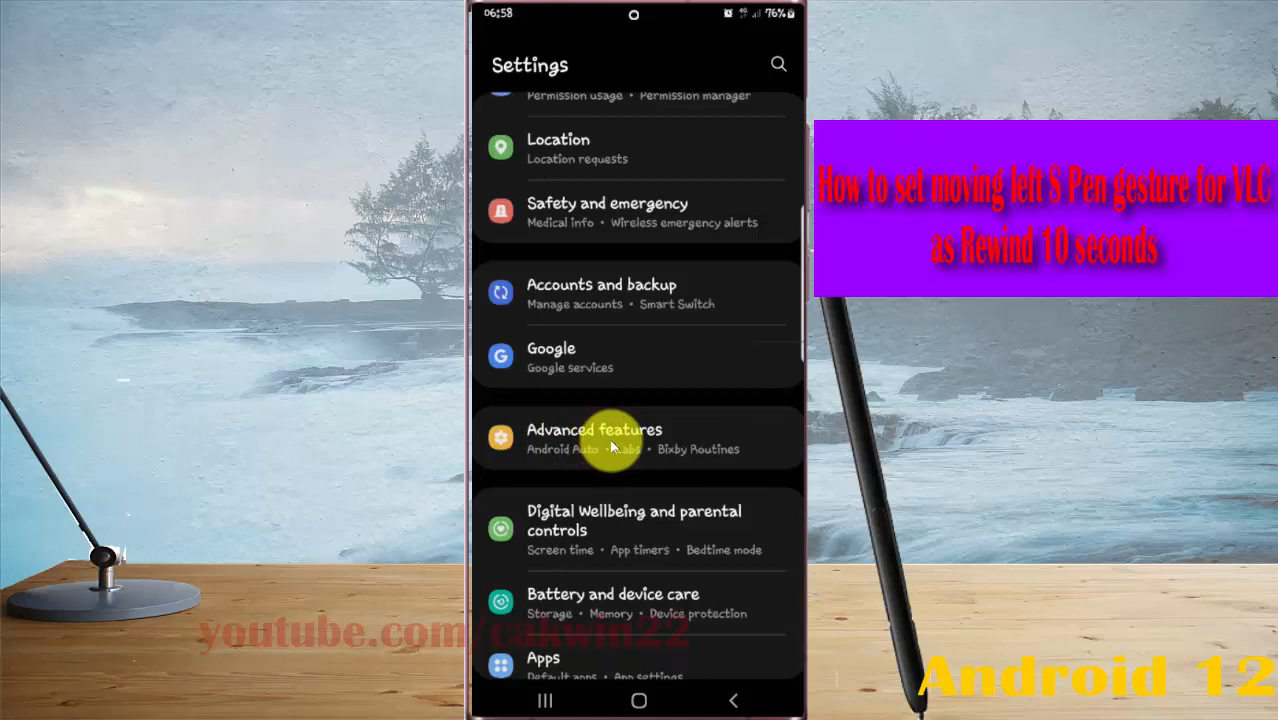 06:58
4G
76%
Settings
Permission usage • Permission manager
Location
Location requests
Safety and emergency
Medical info • Wireless emergency alerts
Accounts and backup
Manage accounts • Smart Switch
Google
Google services
Advanced features
Android Auto • Labs • Bixby Routines
Digital Wellbeing and parental
controls
Screen time • App timers • Bedtime mode
Battery and device care
Storage • Memory • Device protection
Apps
Default apps • App settings
How to set moving left S Pen gesture for VLC
as Rewind 10 seconds
youtube.com/cakwin22
Android 12